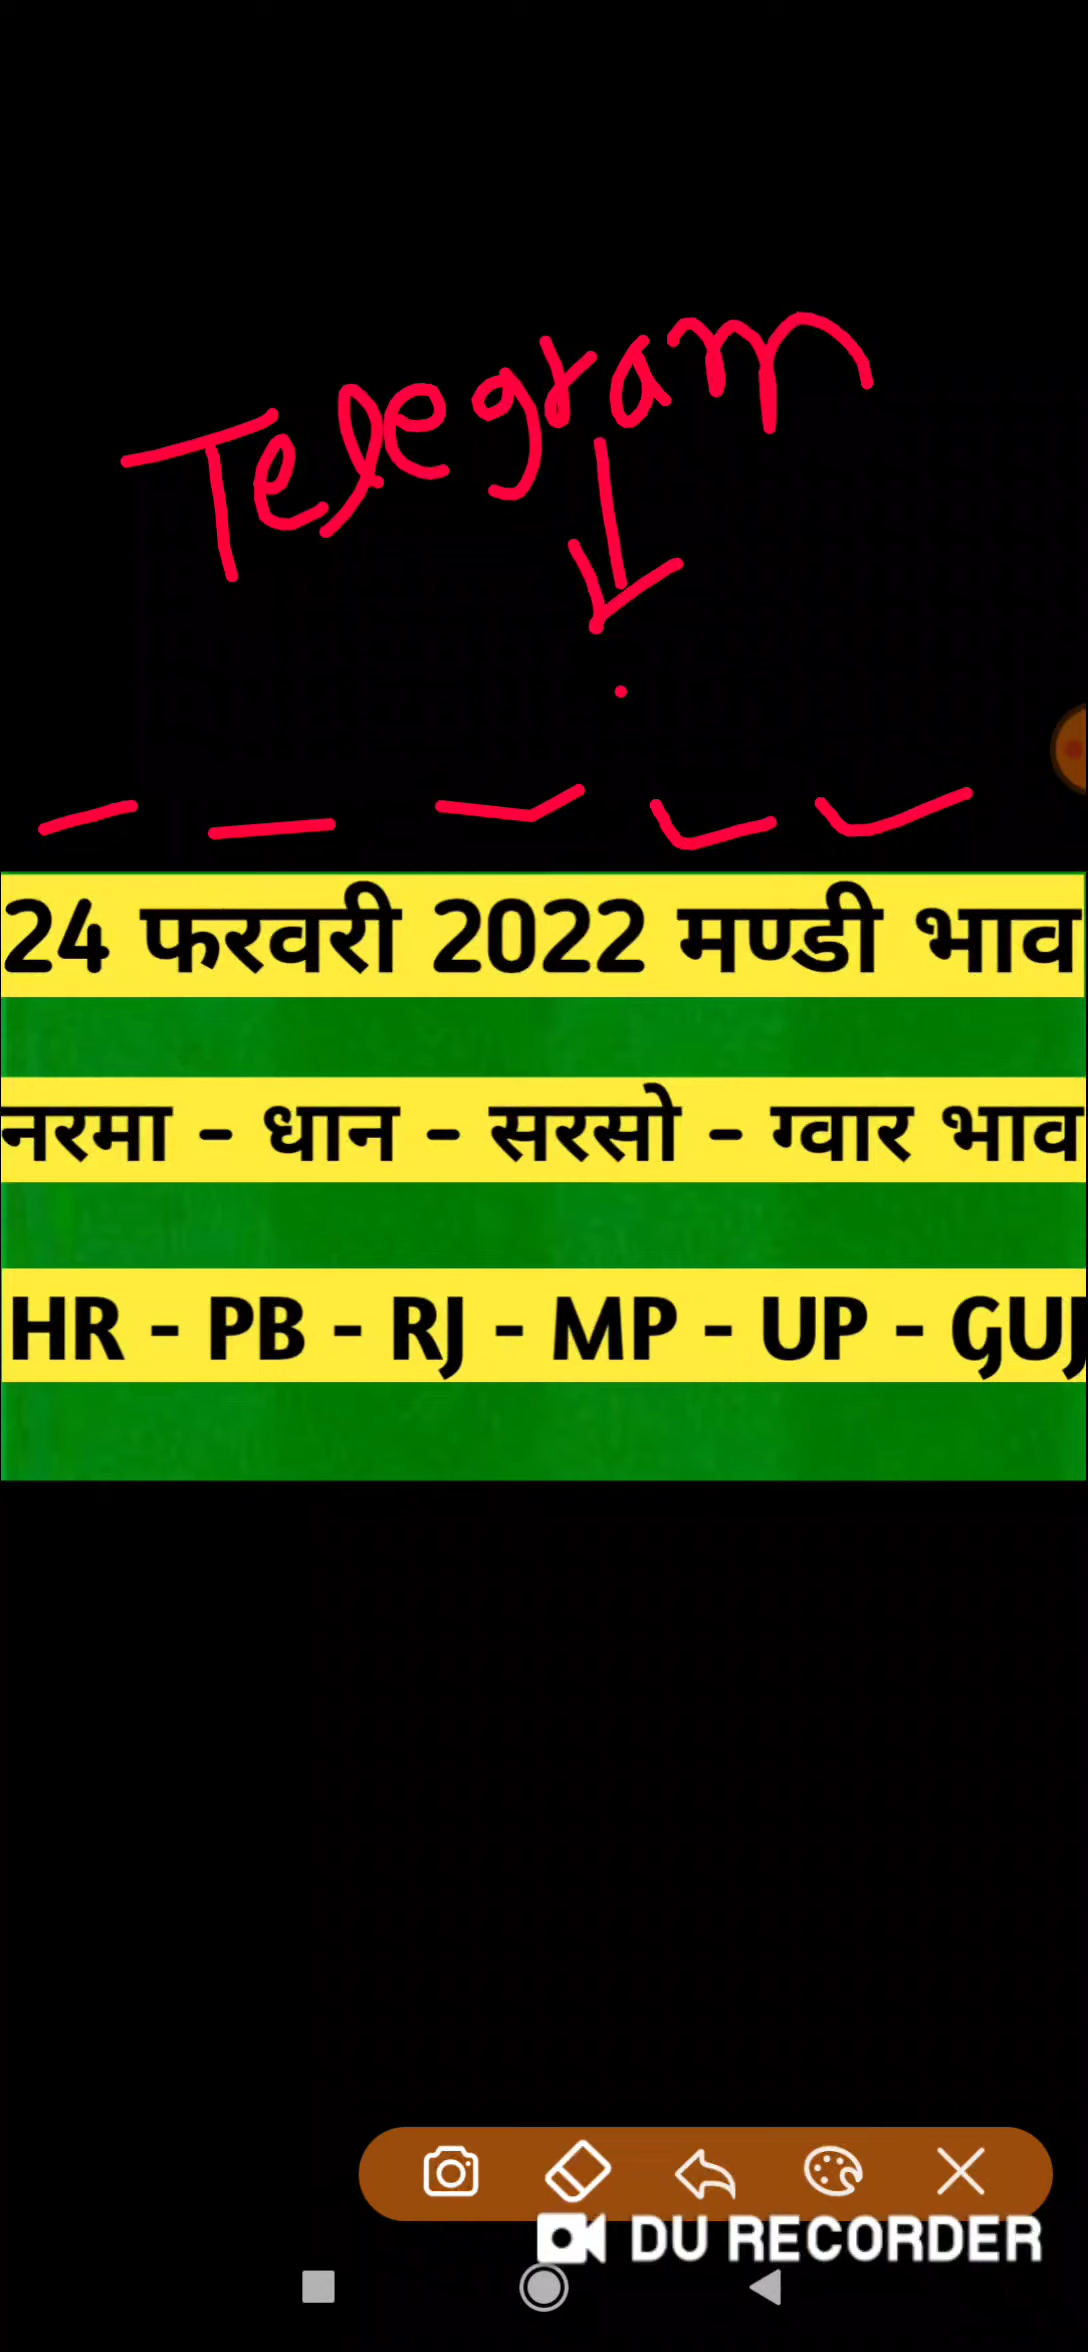 Telegram
24 फरवरी 2022 मण्डी भाव
नरमा - धान - सरसो - ग्वार भाव
HR - PB - RJ - MP - UP - GUJ
DU RECORDER